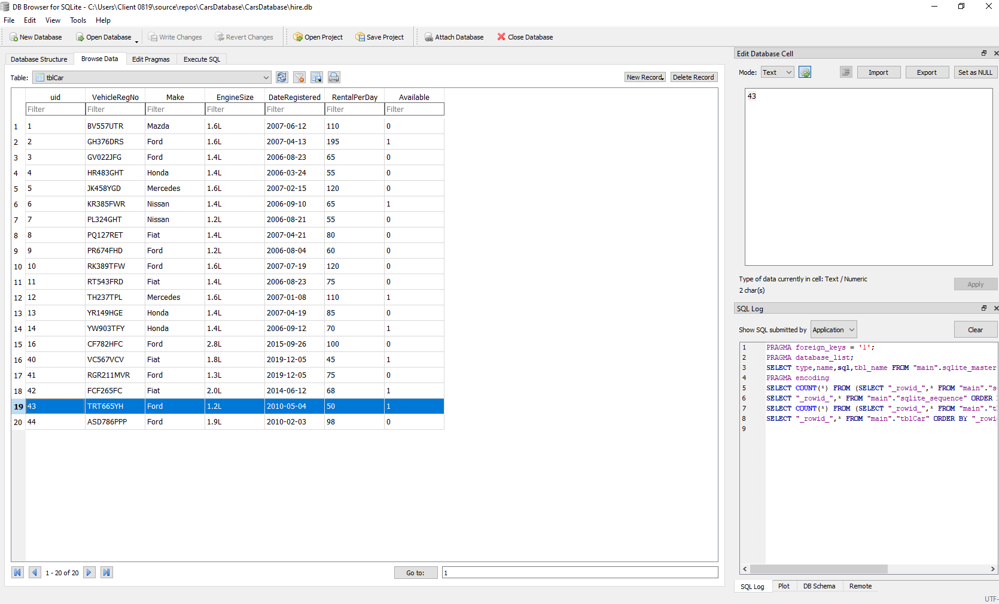 DB Browser for SQLite - C:\Users\Client 0819\source\repos\CarsDatabase\CarsDatabase\hire.db
File Edit View Tools Help
New Database Open Database Write Changes Revert Changes Open Project Save Project Attach Database Close Database
Database Structure Browse Data Edit Pragmas Execute SQL
Table: tblCar New Record Delete Record
uid VehicleRegNo Make EngineSize DateRegistered RentalPerDay Available
Filter Filter Filter Filter Filter Filter Filter
1 1 BV557UTR Mazda 1.6L 2007-06-12 110 0
2 2 GH376DRS Ford 1.6L 2007-04-13 195 1
3 3 GV022JFG Ford 1.4L 2006-08-23 65 0
4 4 HR483GHT Honda 1.4L 2006-03-24 55 0
5 5 JK458YGD Mercedes 1.6L 2007-02-15 120 0
6 6 KR385FWR Nissan 1.4L 2006-09-10 65 1
7 7 PL324GHT Nissan 1.2L 2006-08-21 55 0
8 8 PQ127RET Fiat 1.4L 2007-04-21 80 0
9 9 PR674FHD Ford 1.2L 2006-08-04 60 0
10 10 RK389TFW Ford 1.6L 2007-07-19 120 0
11 11 RT543FRD Fiat 1.4L 2006-08-23 75 0
12 12 TH237TPL Mercedes 1.6L 2007-01-08 110 1
13 13 YR149HGE Honda 1.4L 2007-04-19 85 0
14 14 YW903TFY Honda 1.4L 2006-09-12 70 1
15 16 CF782HFC Ford 2.8L 2015-09-26 100 0
16 40 VC567VCV Fiat 1.8L 2019-12-05 45 1
17 41 RGR211MVR Ford 1.3L 2019-12-05 75 0
18 42 FCF265FC Fiat 2.0L 2014-06-12 68 1
19 43 TRT665YH Ford 1.2L 2010-05-04 50 1
20 44 ASD786PPP Ford 1.9L 2010-02-03 98 0
1 - 20 of 20 Go to: 1
Edit Database Cell
Mode: Text Import Export Set as NULL
43
Type of data currently in cell: Text / Numeric
2 char(s)
Apply
SQL Log
Show SQL submitted by Application Clear
1 PRAGMA foreign_keys = '1';
2 PRAGMA database_list;
3 SELECT type,name,sql,tbl_name FROM "main".sqlite_master
4 PRAGMA encoding
5 SELECT COUNT(*) FROM (SELECT "_rowid_",* FROM "main"."s
6 SELECT "_rowid_",* FROM "main"."sqlite_sequence" ORDER
7 SELECT COUNT(*) FROM (SELECT "_rowid_",* FROM "main"."t
8 SELECT "_rowid_",* FROM "main"."tblCar" ORDER BY "_rowi
9
SQL Log Plot DB Schema Remote
UTF-